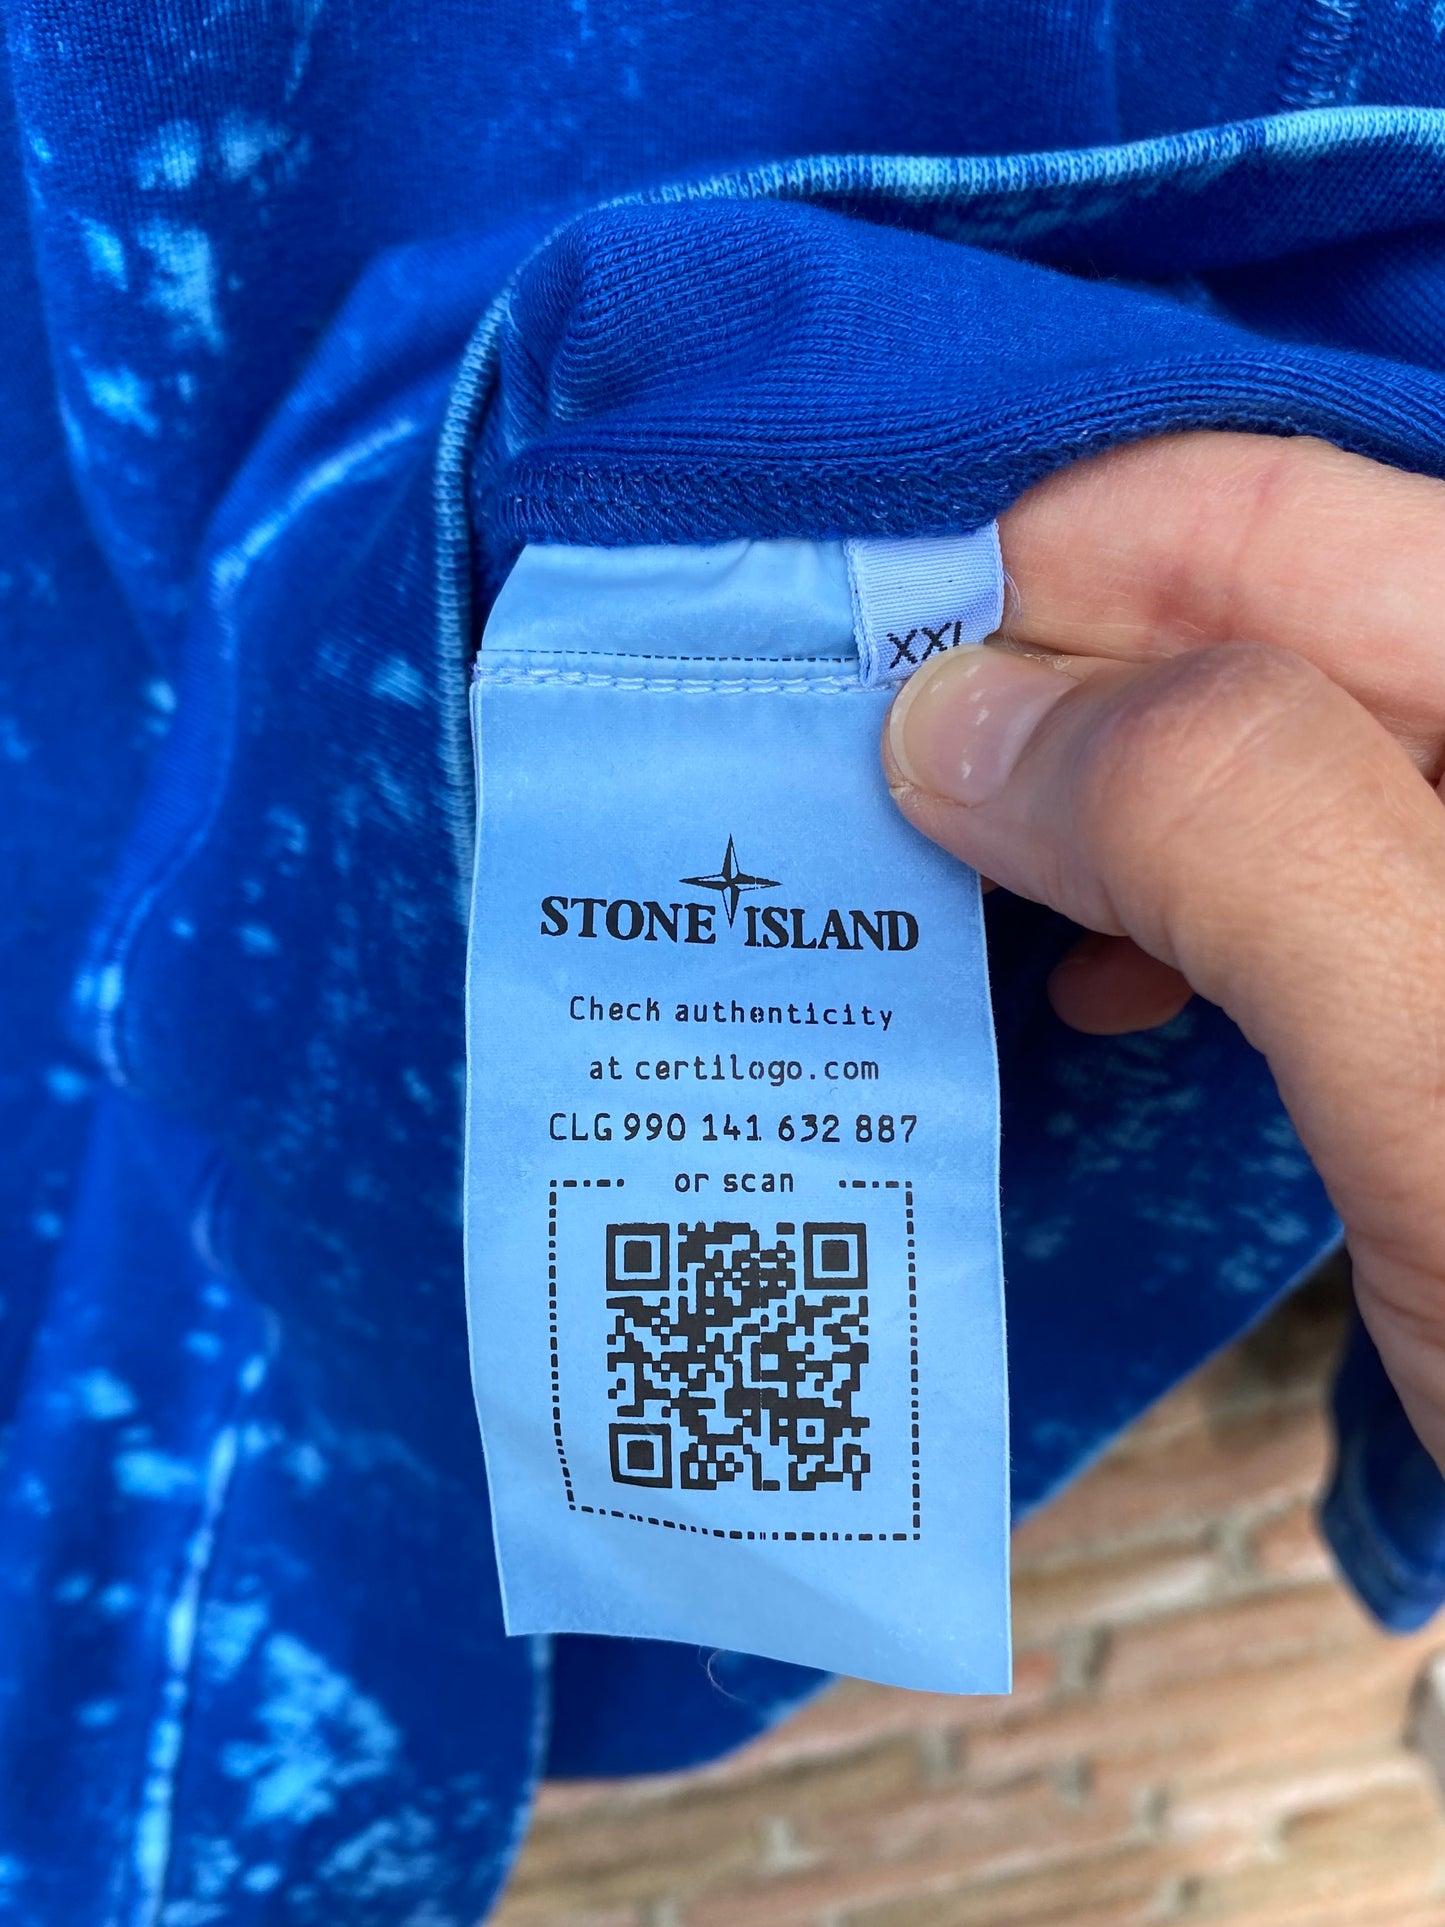 XXL
STONE ISLAND
Check authenticity
at certilogo.com
CLG 990 141 632 887
or scan